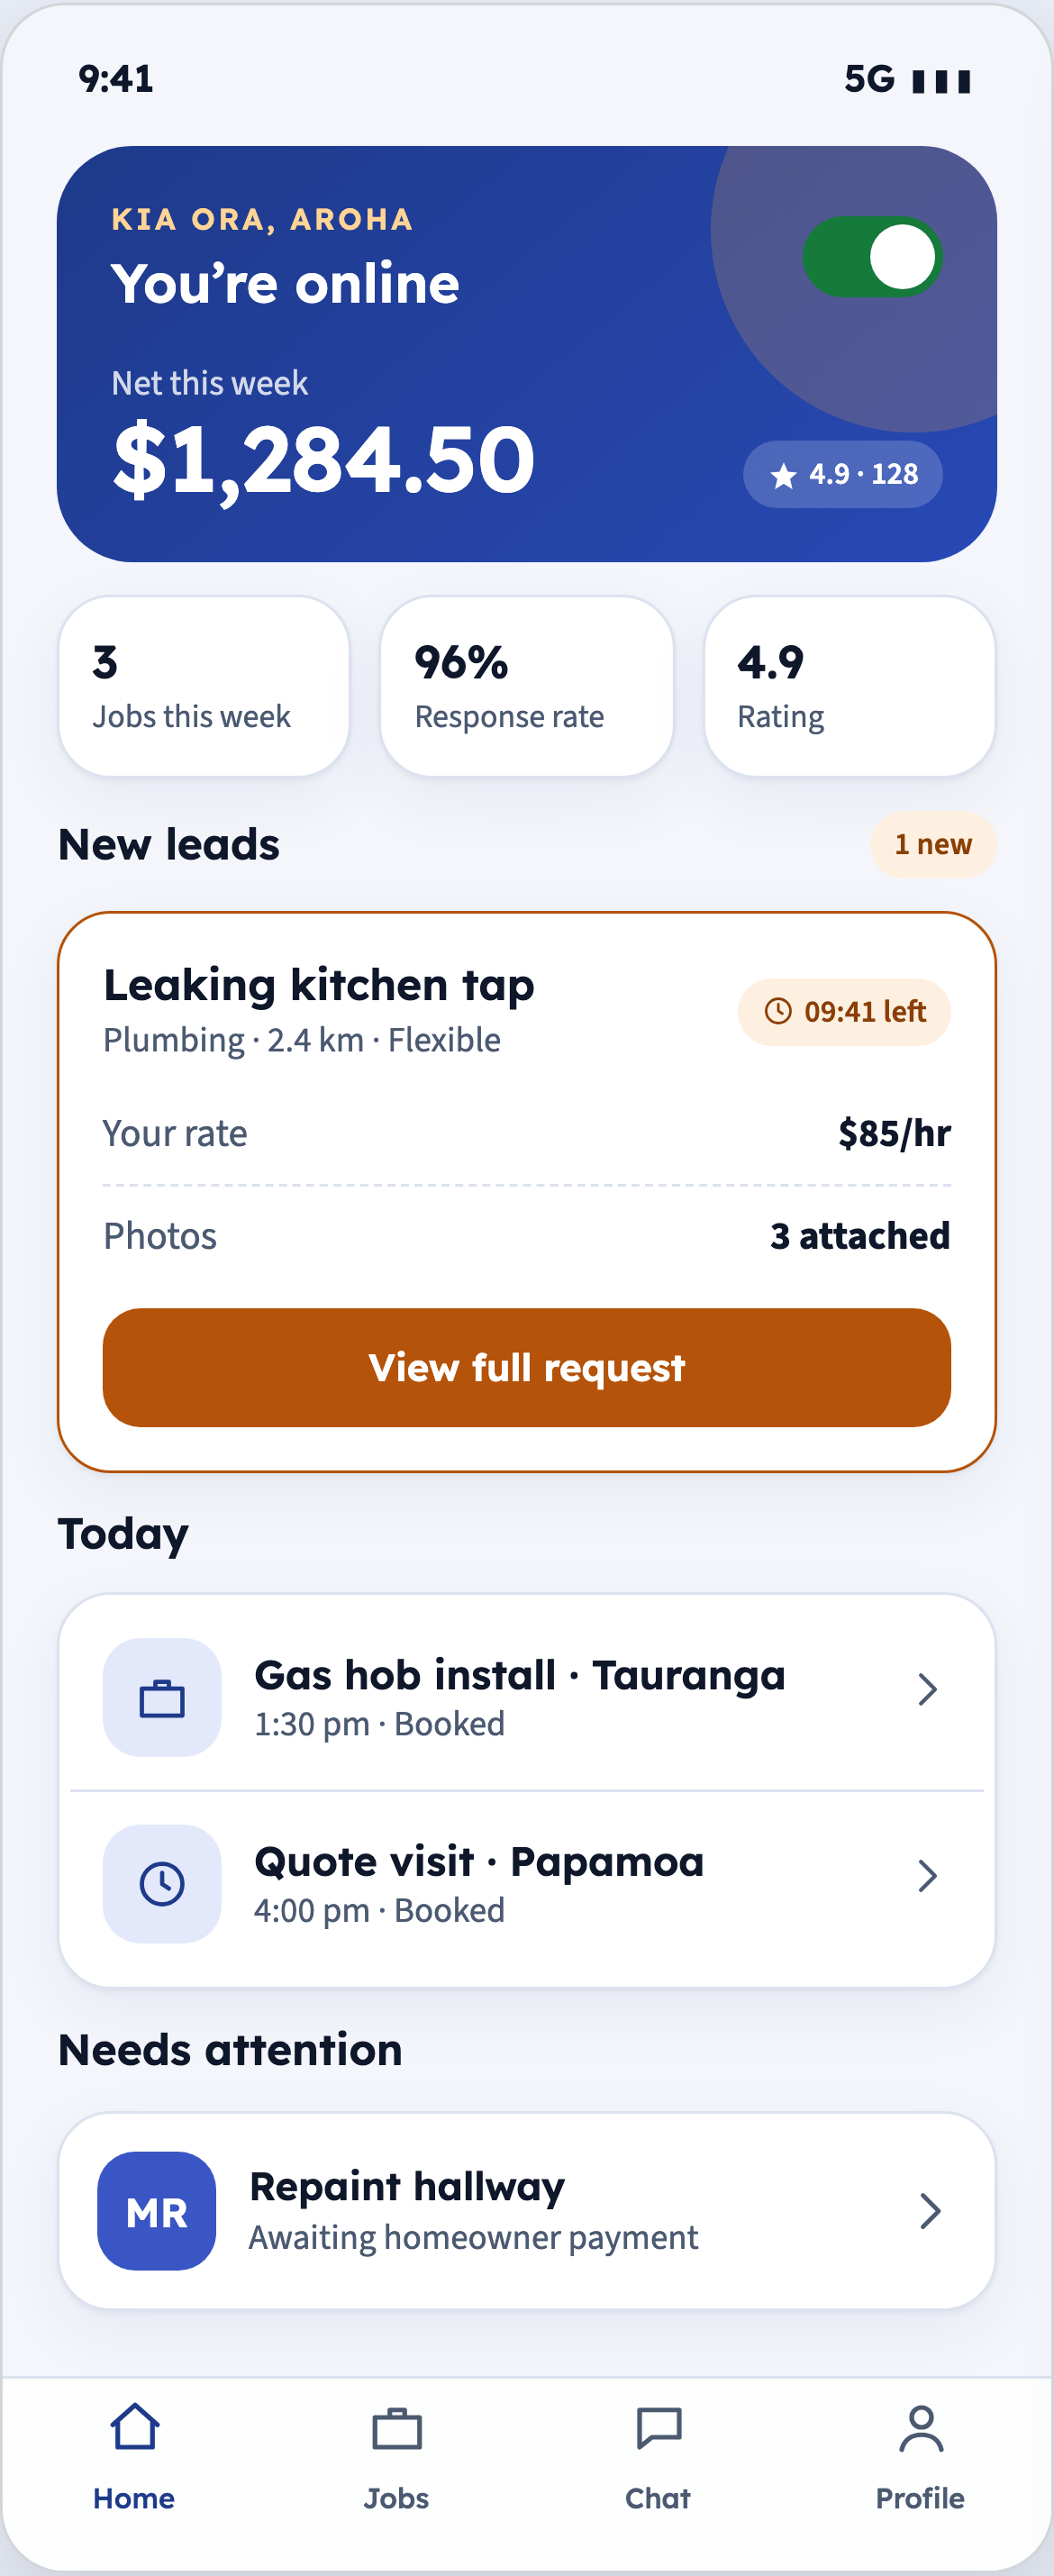 9:41
5G
KIA ORA, AROHA
You’re online
Net this week
$1,284.50
4.9 · 128
3
Jobs this week
96%
Response rate
4.9
Rating
New leads
1 new
Leaking kitchen tap
Plumbing · 2.4 km · Flexible
09:41 left
Your rate
$85/hr
Photos
3 attached
View full request
Today
Gas hob install · Tauranga
1:30 pm · Booked
Quote visit · Papamoa
4:00 pm · Booked
Needs attention
MR
Repaint hallway
Awaiting homeowner payment
Home
Jobs
Chat
Profile